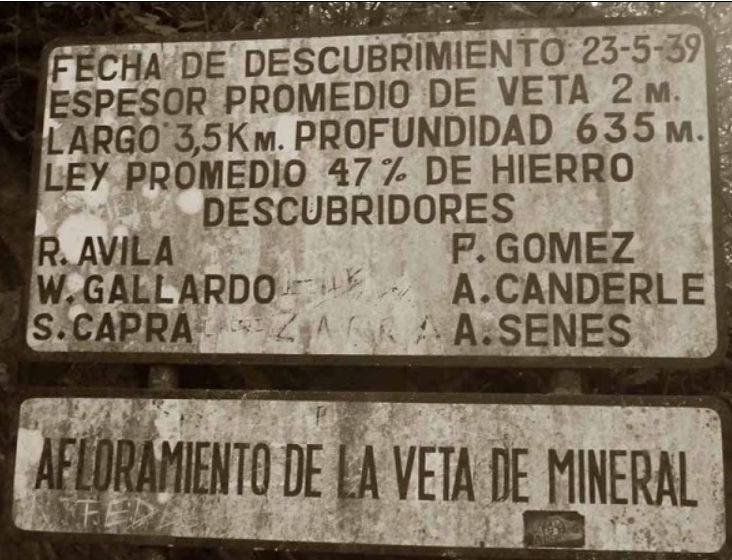 FECHA DE DESCUBRIMIENTO 23-5-39
ESPESOR PROMEDIO DE VETA 2 M.
LARGO 3,5 KM. PROFUNDIDAD 635 M.
LEY PROMEDIO 47% DE HIERRO
DESCUBRIDORES
R. AVILA P. GOMEZ
W. GALLARDO A. CANDERLE
S. CAPRA A. SENES
AFLORAMIENTO DE LA VETA DE MINERAL